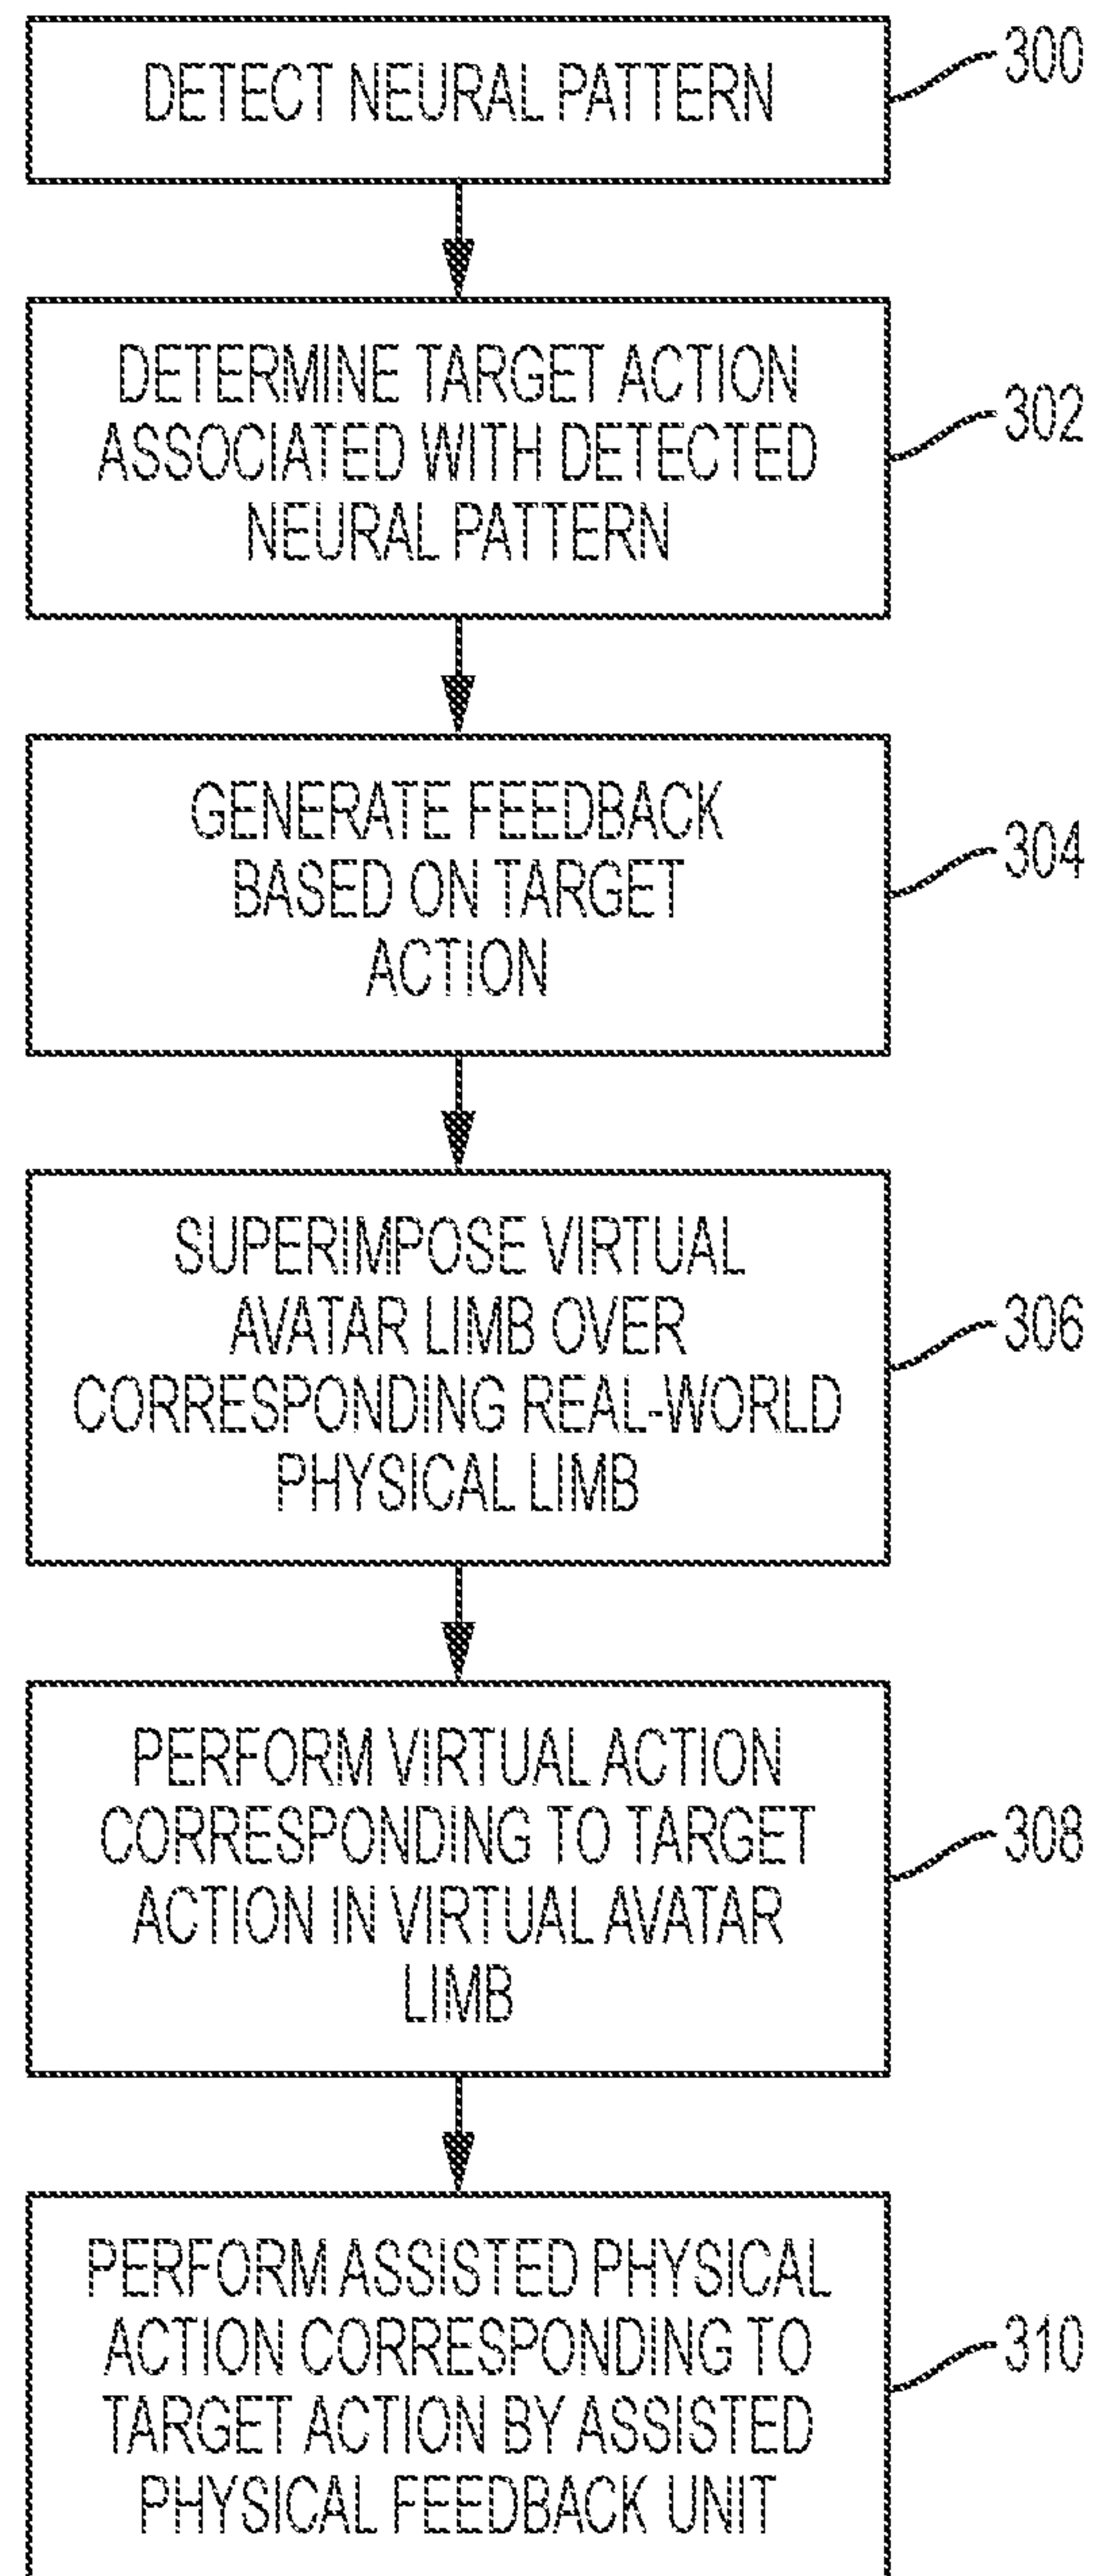 DETECT NEURAL PATTERN
300
DETERMINE TARGET ACTION
ASSOCIATED WITH DETECTED
NEURAL PATTERN
302
GENERATE FEEDBACK
BASED ON TARGET
ACTION
304
SUPERIMPOSE VIRTUAL
AVATAR LIMB OVER
CORRESPONDING REAL-WORLD
PHYSICAL LIMB
306
PERFORM VIRTUAL ACTION
CORRESPONDING TO TARGET
ACTION IN VIRTUAL AVATAR
LIMB
308
PERFORM ASSISTED PHYSICAL
ACTION CORRESPONDING TO
TARGET ACTION BY ASSISTED
PHYSICAL FEEDBACK UNIT
310